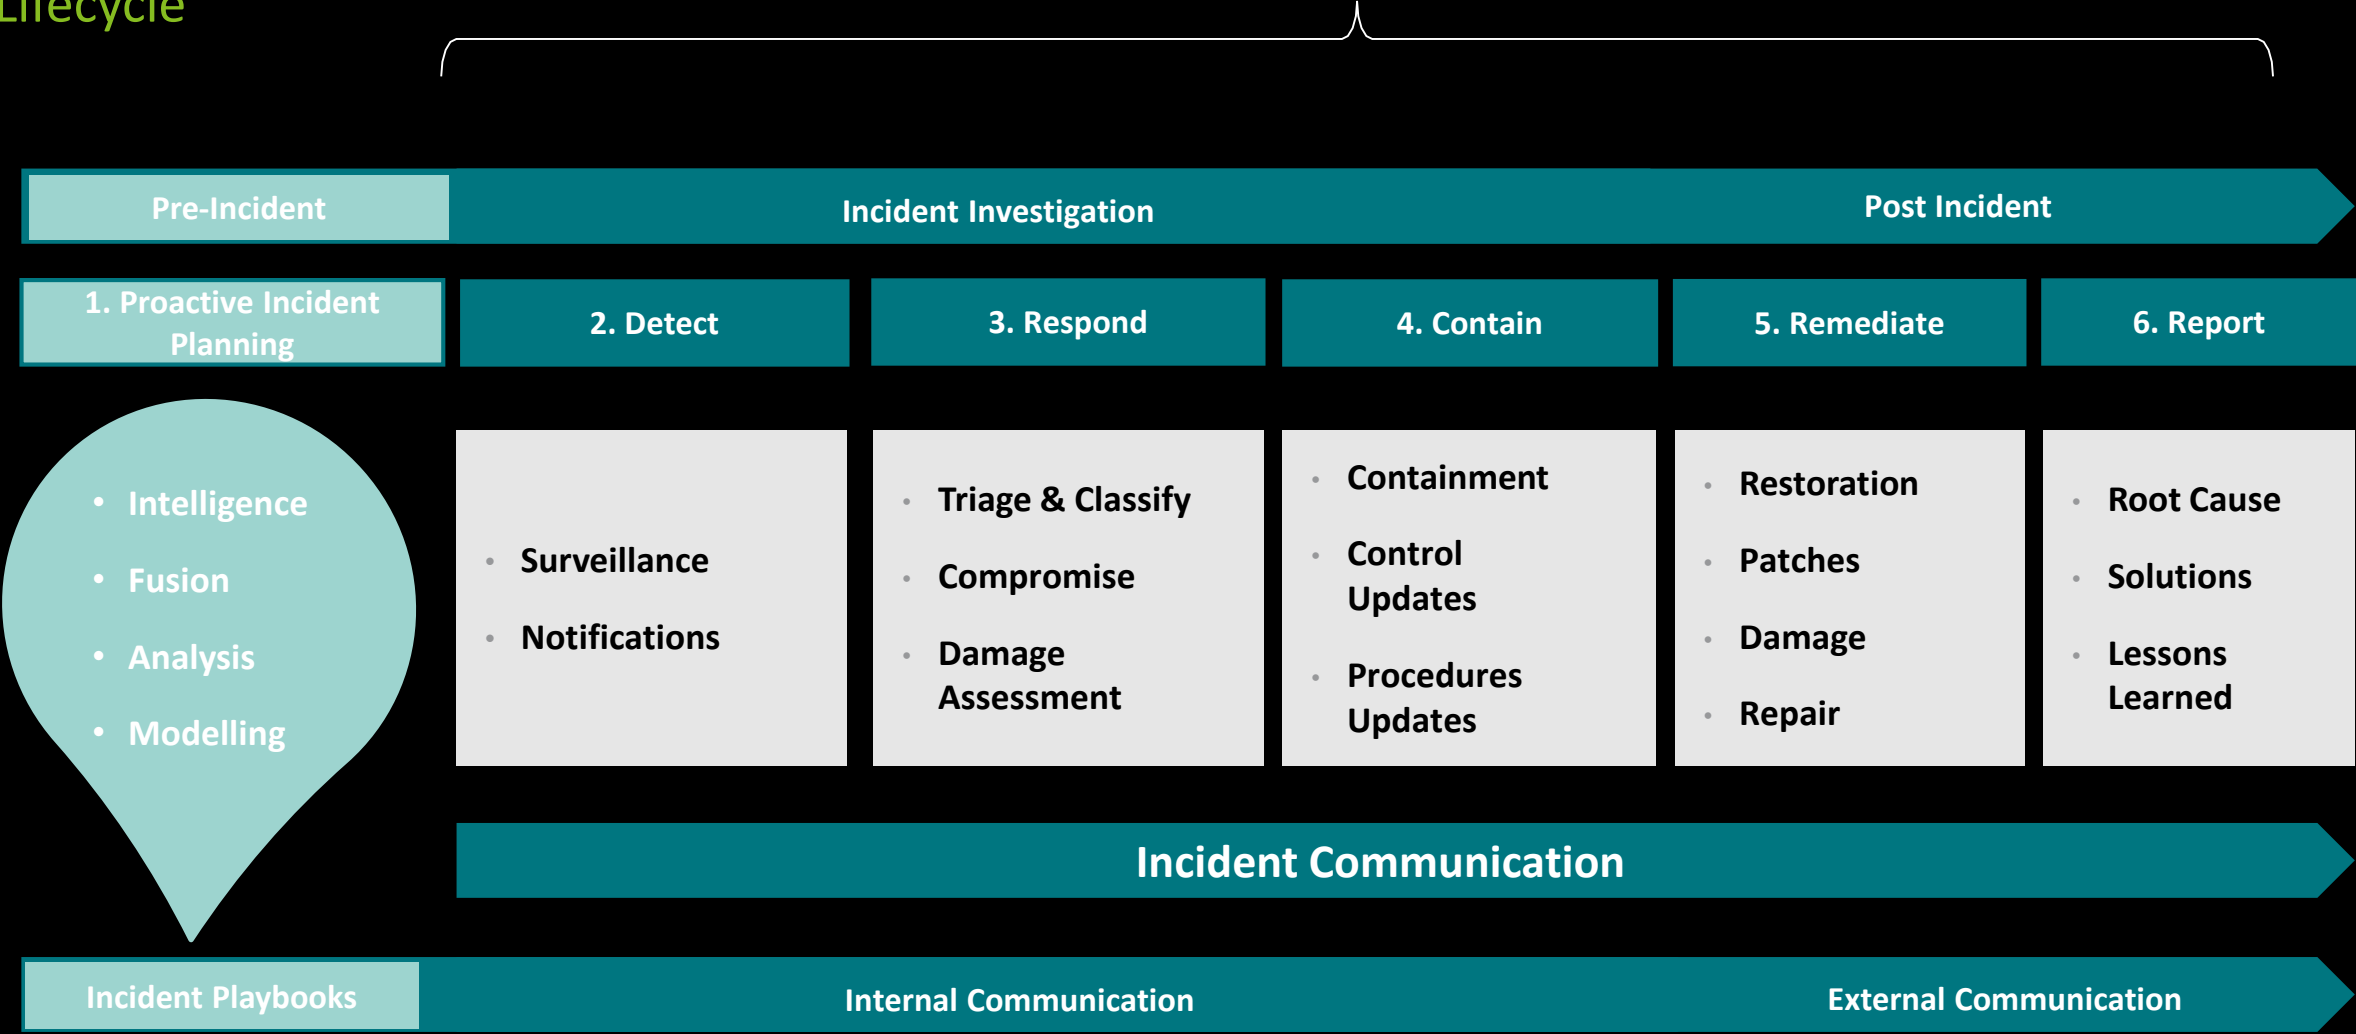 Lifecycle
Pre-Incident
Incident Investigation
Post Incident
1. Proactive Incident
Planning
2. Detect
3. Respond
4. Contain
5. Remediate
6. Report
• Intelligence
• Fusion
• Analysis
• Modelling
• Surveillance
• Notifications
• Triage & Classify
• Compromise
• Damage
Assessment
• Containment
• Control
Updates
• Procedures
Updates
• Restoration
• Patches
• Damage
• Repair
• Root Cause
• Solutions
• Lessons
Learned
Incident Communication
Incident Playbooks
Internal Communication
External Communication